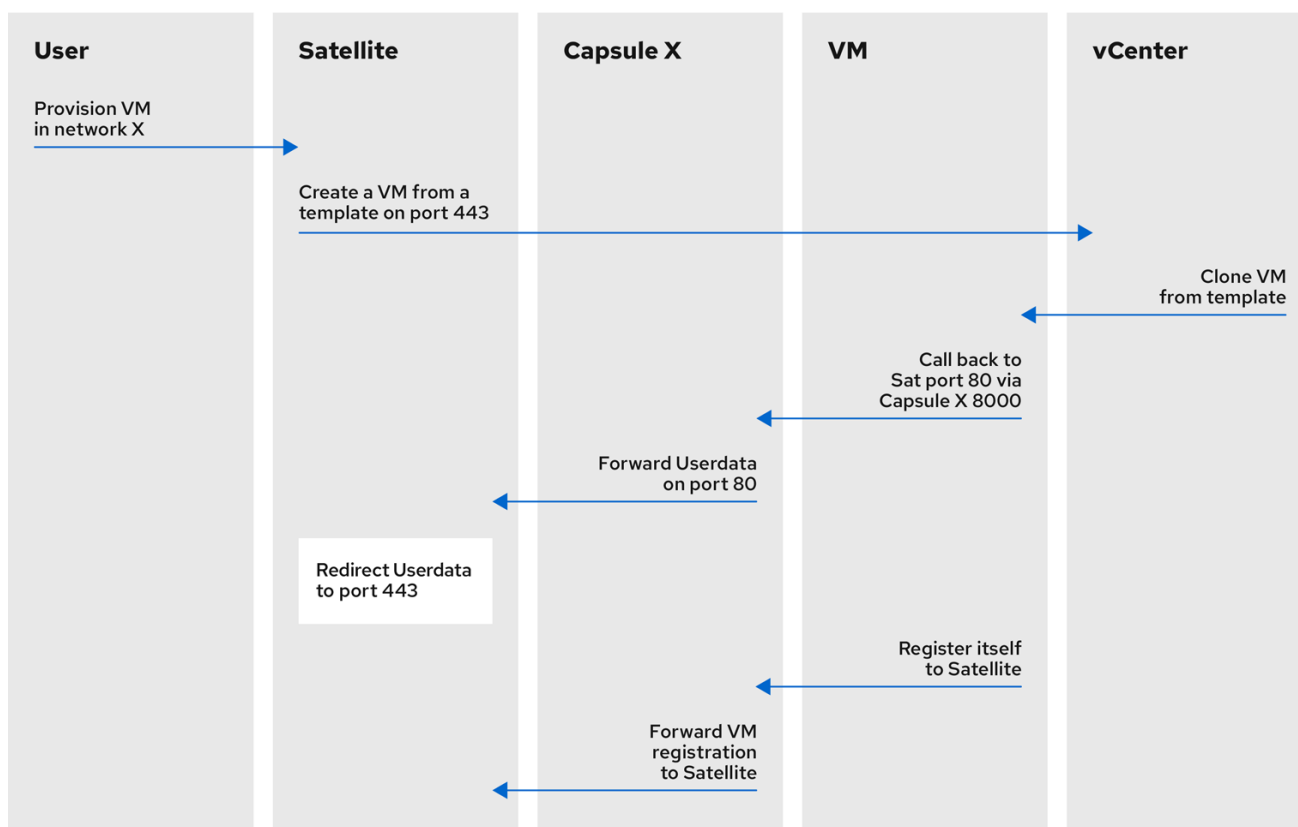 User
Satellite
Capsule X
VM
vCenter
Provision VM
in network X
Create a VM from a
template on port 443
Clone VM
from template
Call back to
Sat port 80 via
Capsule X 8000
Forward Userdata
on port 80
Redirect Userdata
to port 443
Register itself
to Satellite
Forward VM
registration
to Satellite